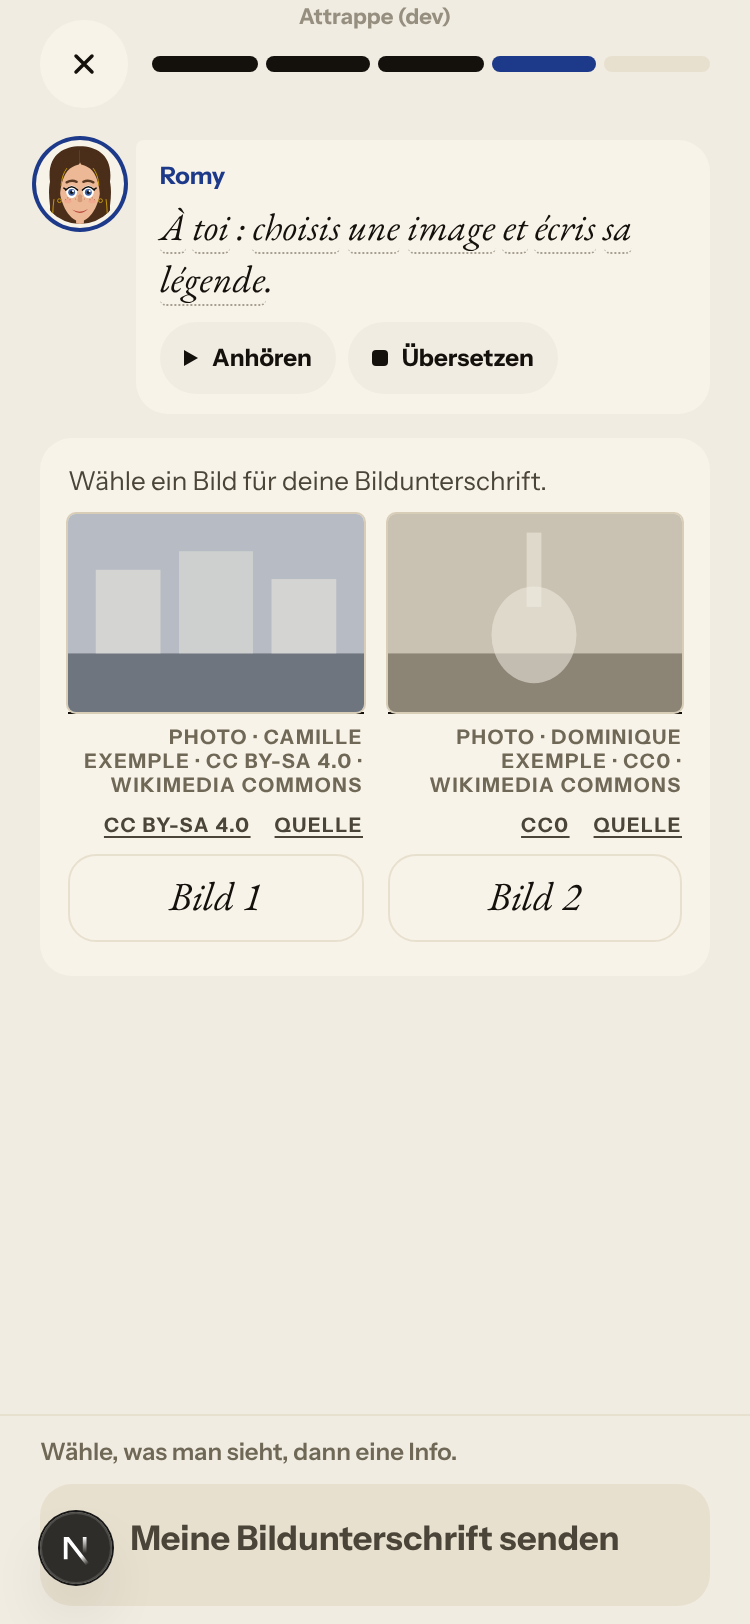 Attrappe (dev)
Romy
À toi : choisis une image et écris sa
légende.
Anhören
Übersetzen
Wähle ein Bild für deine Bildunterschrift.
PHOTO · CAMILLE
EXEMPLE · CC BY-SA 4.0 ·
WIKIMEDIA COMMONS
CC BY-SA 4.0 QUELLE
Bild 1
PHOTO · DOMINIQUE
EXEMPLE · CC0 ·
WIKIMEDIA COMMONS
CC0 QUELLE
Bild 2
Wähle, was man sieht, dann eine Info.
N
Meine Bildunterschrift senden